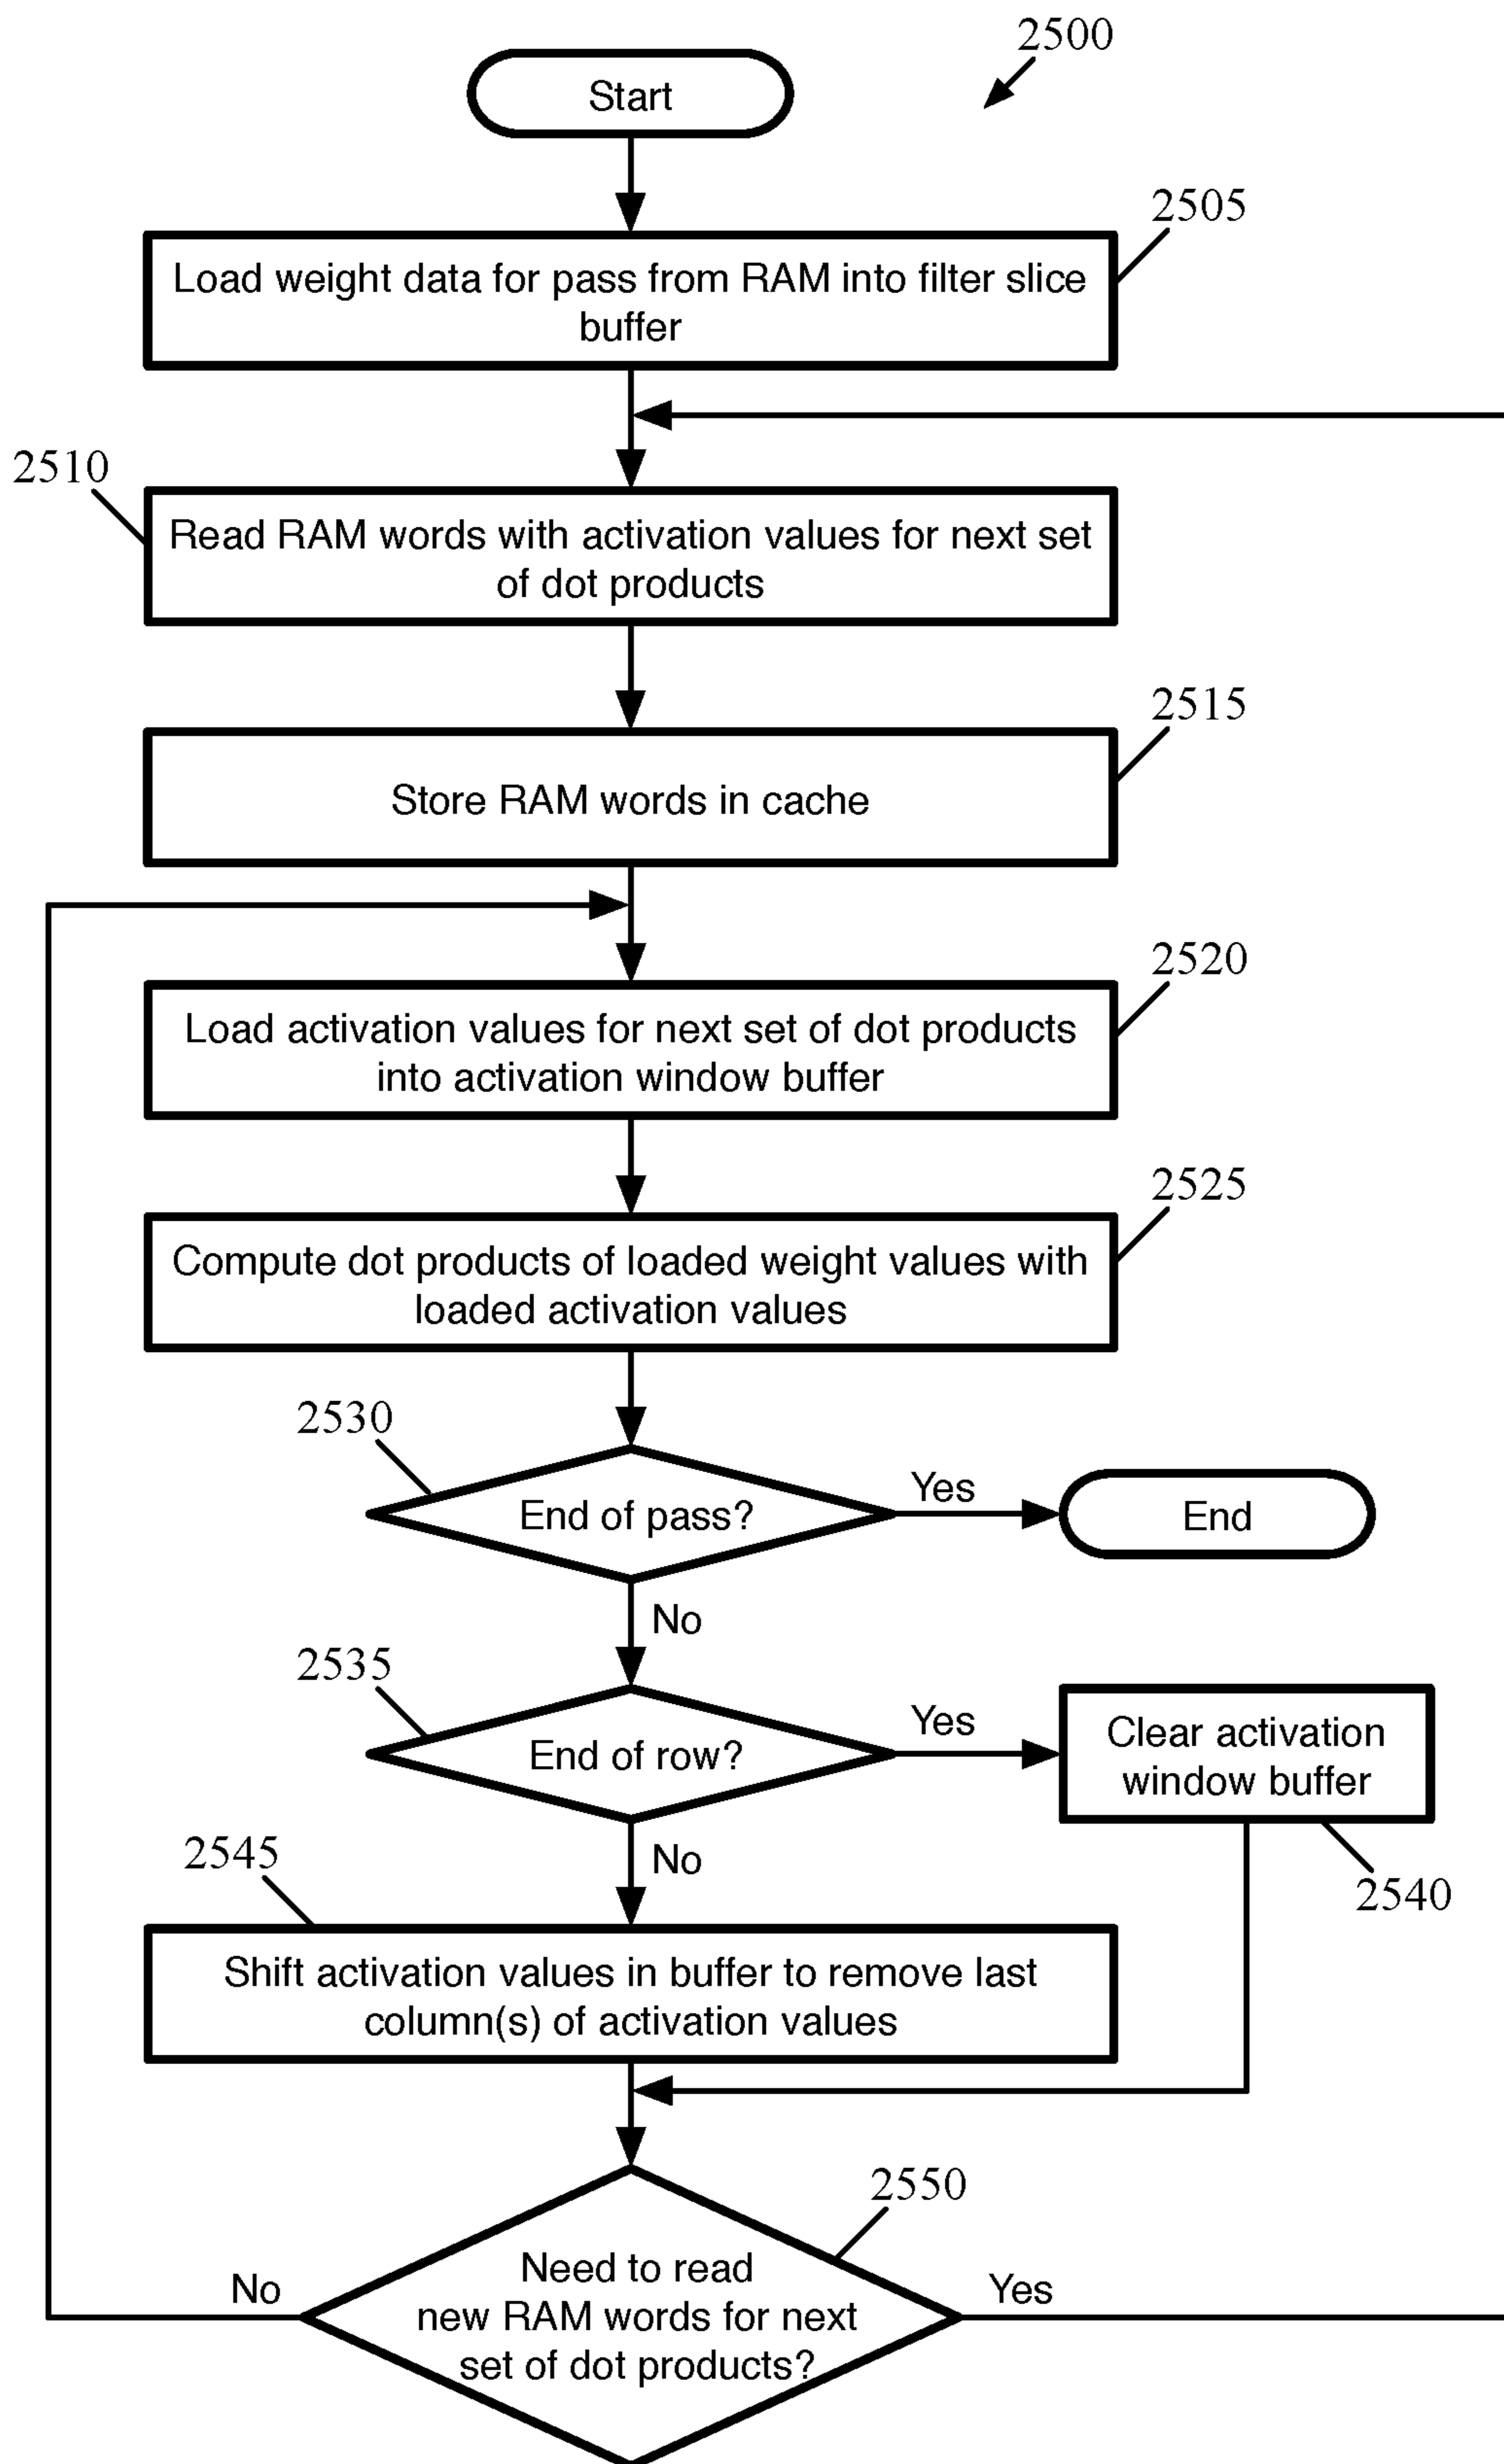 2500
Start
2505
Load weight data for pass from RAM into filter slice
buffer
2510
Read RAM words with activation values for next set
of dot products
2515
Store RAM words in cache
2520
Load activation values for next set of dot products
into activation window buffer
2525
Compute dot products of loaded weight values with
loaded activation values
2530
End of pass?
Yes
End
No
2535
End of row?
Yes
Clear activation
window buffer
2540
No
2545
Shift activation values in buffer to remove last
column(s) of activation values
2550
Need to read
new RAM words for next
set of dot products?
No
Yes